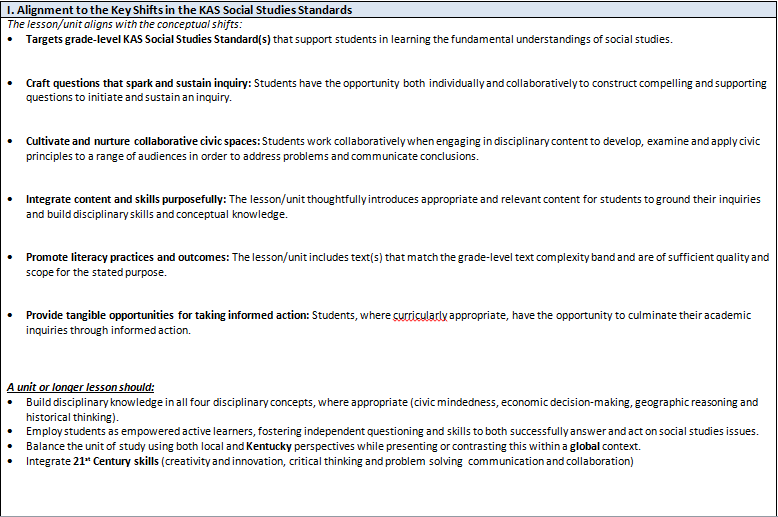 I. Alignment to the Key Shifts in the KAS Social Studies Standards
The lesson/unit aligns with the conceptual shifts:
• Targets grade-level KAS Social Studies Standard(s) that support students in learning the fundamental understandings of social studies.
• Craft questions that spark and sustain inquiry: Students have the opportunity both individually and collaboratively to construct compelling and supporting
questions to initiate and sustain an inquiry.
• Cultivate and nurture collaborative civic spaces: Students work collaboratively when engaging in disciplinary content to develop, examine and apply civic
principles to a range of audiences in order to address problems and communicate conclusions.
• Integrate content and skills purposefully: The lesson/unit thoughtfully introduces appropriate and relevant content for students to ground their inquiries
and build disciplinary skills and conceptual knowledge.
• Promote literacy practices and outcomes: The lesson/unit includes text(s) that match the grade-level text complexity band and are of sufficient quality and
scope for the stated purpose.
• Provide tangible opportunities for taking informed action: Students, where curricularly appropriate, have the opportunity to culminate their academic
inquiries through informed action.
A unit or longer lesson should:
• Build disciplinary knowledge in all four disciplinary concepts, where appropriate (civic mindedness, economic decision-making, geographic reasoning and
historical thinking).
• Employ students as empowered active learners, fostering independent questioning and skills to both successfully answer and act on social studies issues.
• Balance the unit of study using both local and Kentucky perspectives while presenting or contrasting this within a global context.
• Integrate 21st Century skills (creativity and innovation, critical thinking and problem solving communication and collaboration)